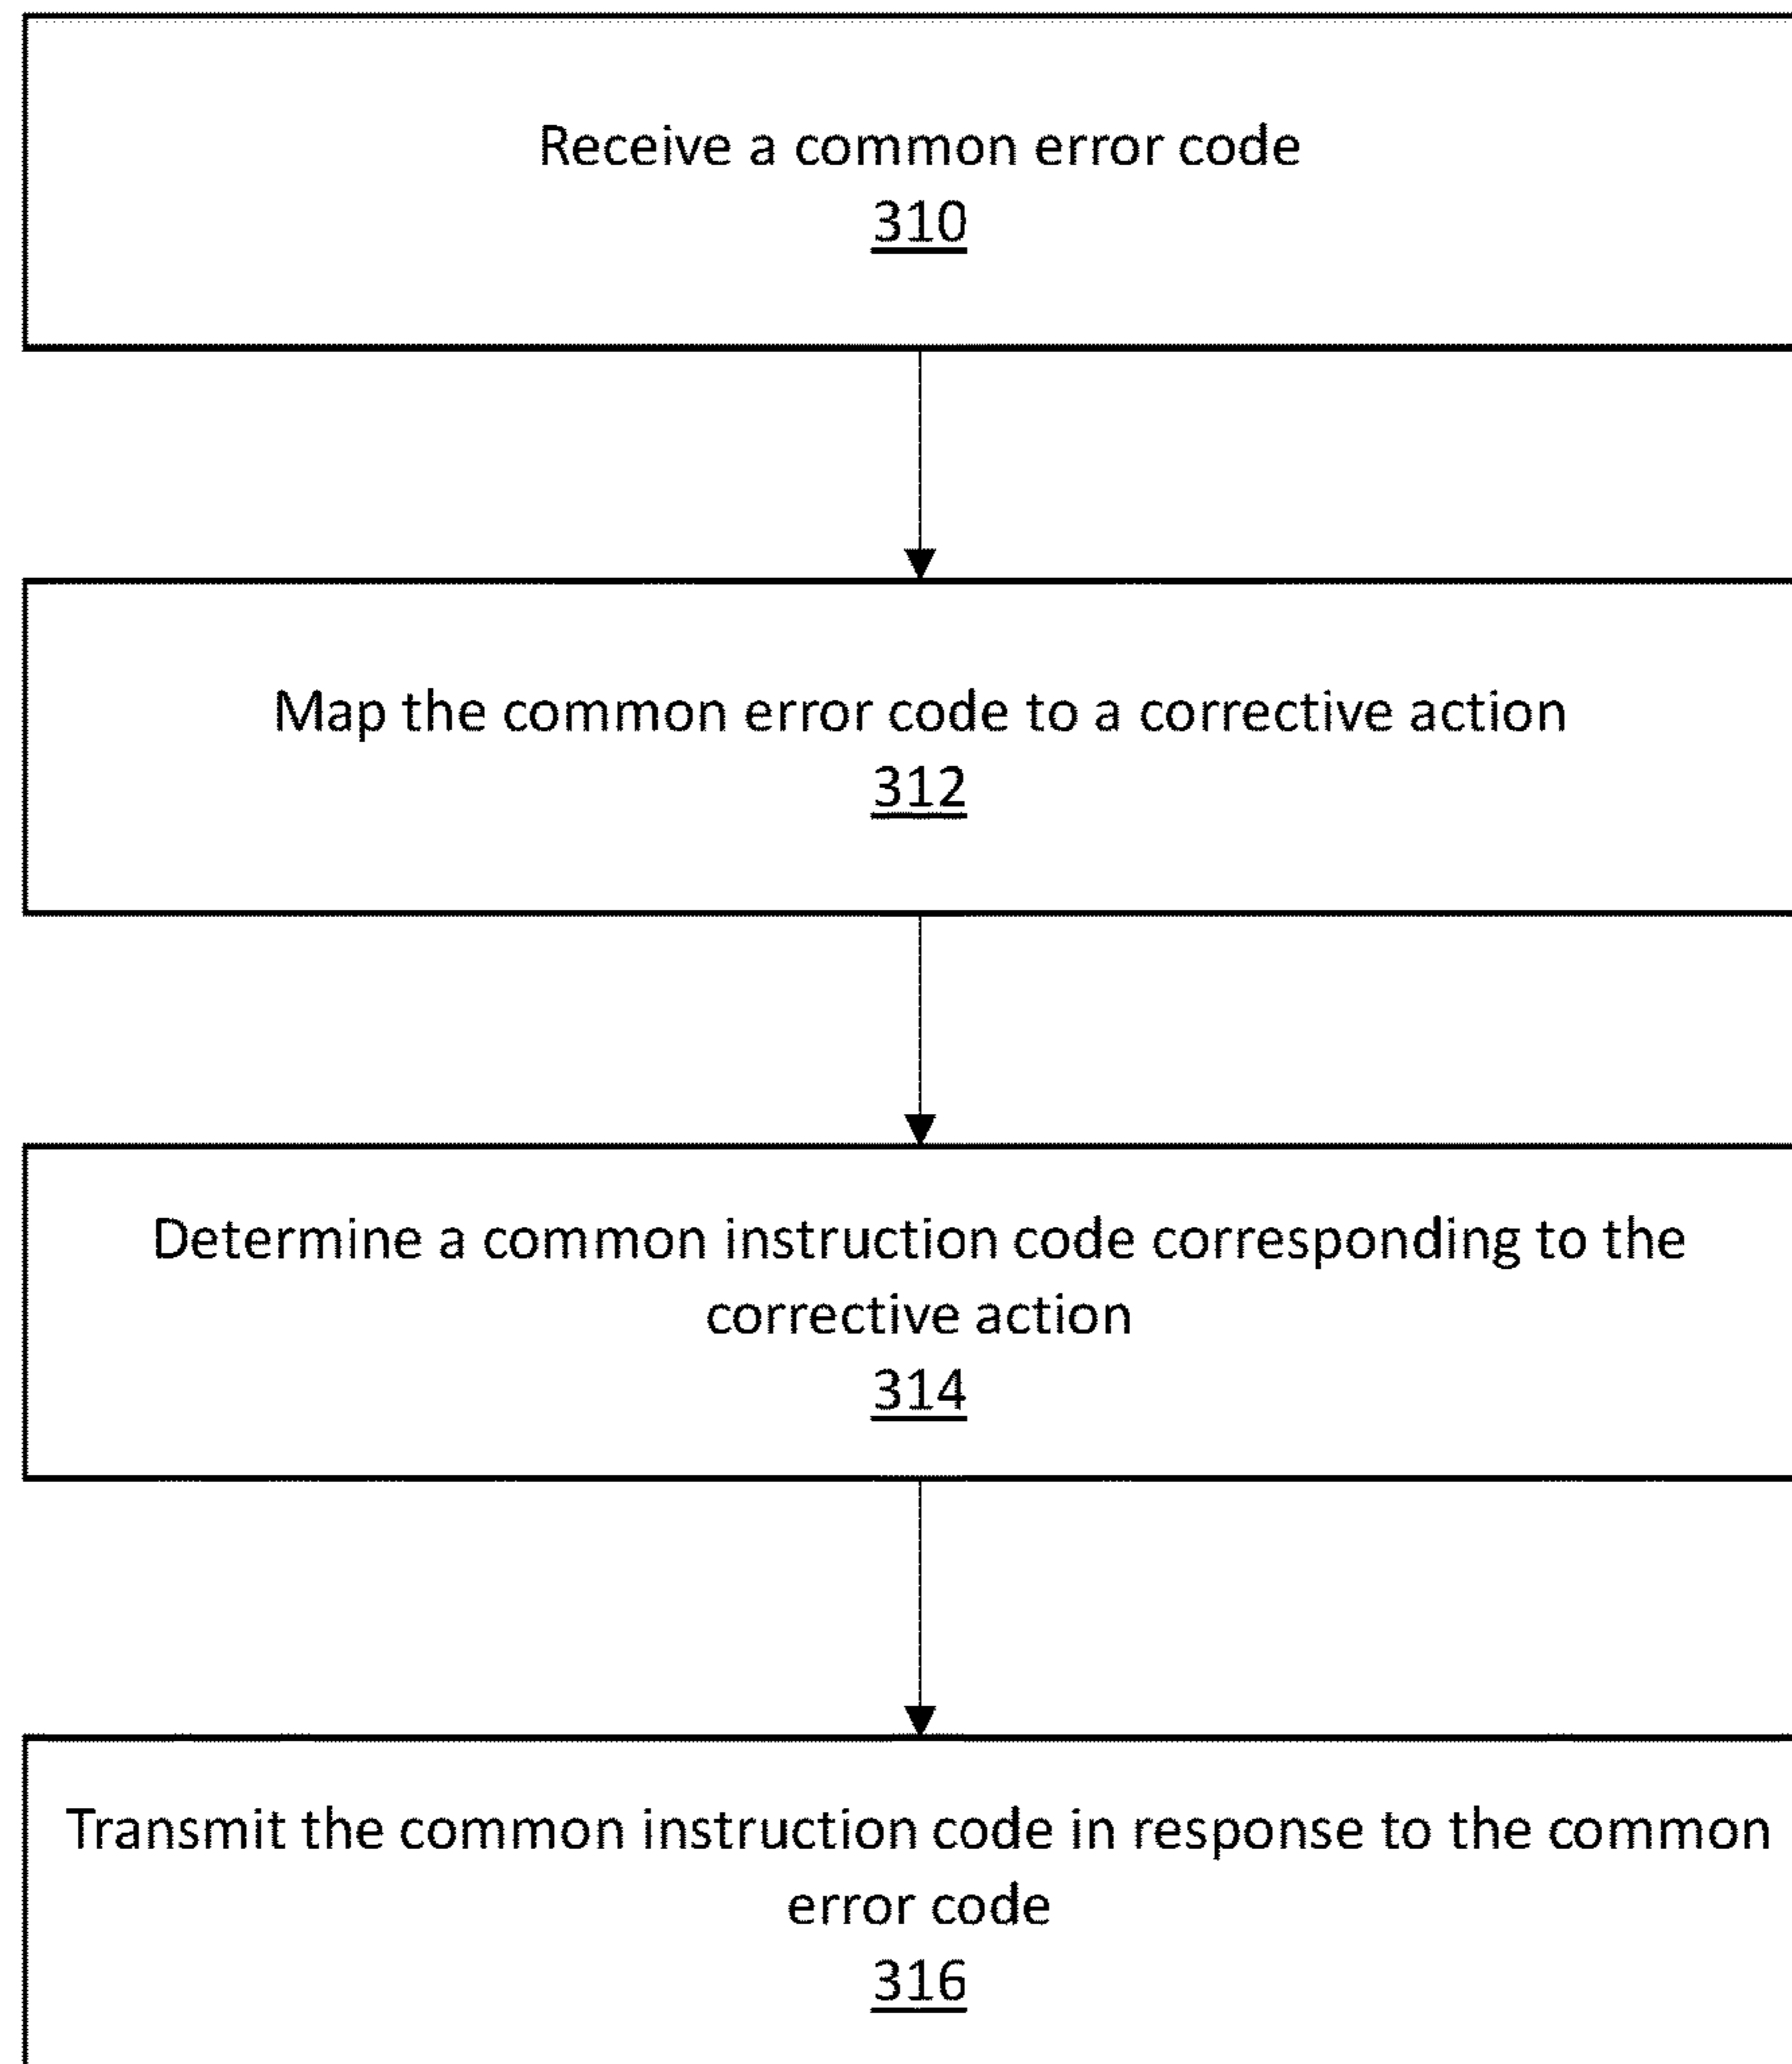 Receive a common error code
310
Map the common error code to a corrective action
312
Determine a common instruction code corresponding to the
corrective action
314
Transmit the common instruction code in response to the common
error code
316